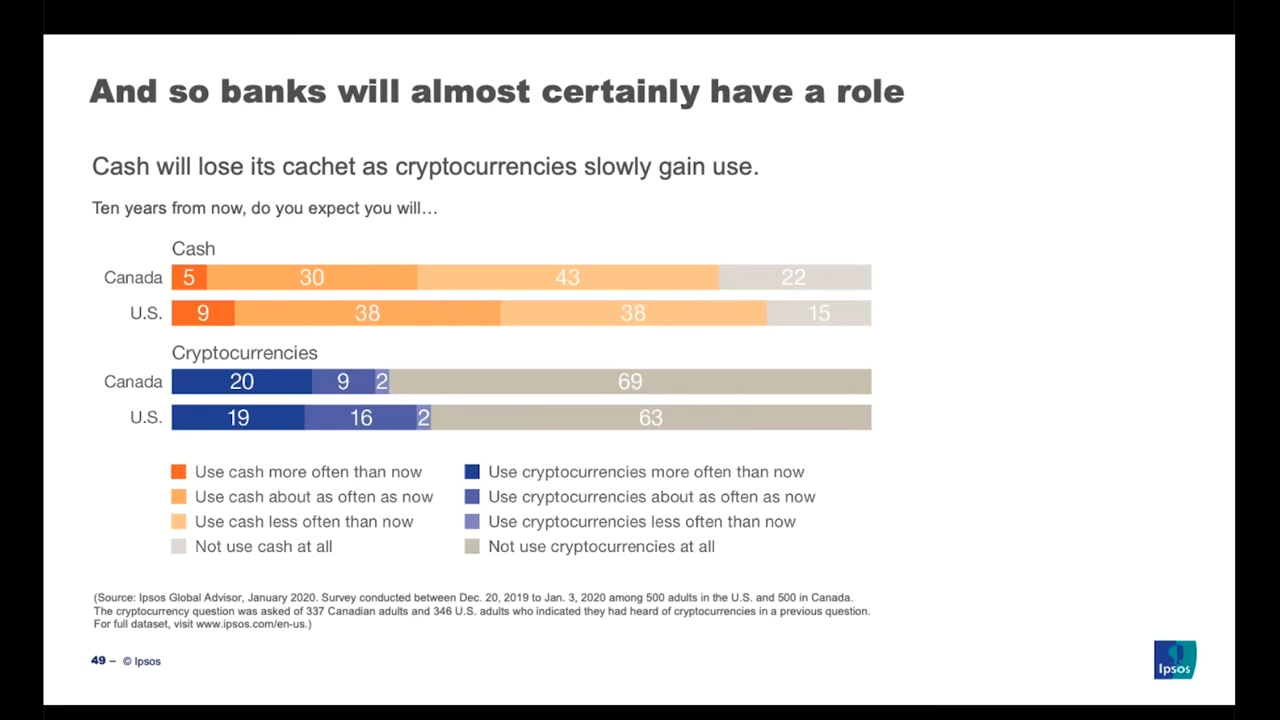 And so banks will almost certainly have a role
Cash will lose its cachet as cryptocurrencies slowly gain use.
Ten years from now, do you expect you will…
Cash
Canada 5 30 43 22
U.S. 9 38 38 15
Cryptocurrencies
Canada 20 9 2 69
U.S. 19 16 2 63
Use cash more often than now
Use cash about as often as now
Use cash less often than now
Not use cash at all
Use cryptocurrencies more often than now
Use cryptocurrencies about as often as now
Use cryptocurrencies less often than now
Not use cryptocurrencies at all
(Source: Ipsos Global Advisor, January 2020. Survey conducted between Dec. 20, 2019 to Jan. 3, 2020 among 500 adults in the U.S. and 500 in Canada.
The cryptocurrency question was asked of 337 Canadian adults and 346 U.S. adults who indicated they had heard of cryptocurrencies in a previous question.
For full dataset, visit www.ipsos.com/en-us.)
49 – © Ipsos
Ipsos